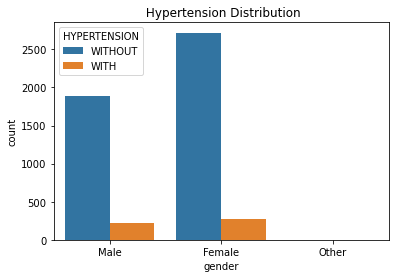 Hypertension Distribution
HYPERTENSION
WITHOUT
WITH
count
2500
2000
1500
1000
500
0
Male
Female
Other
gender